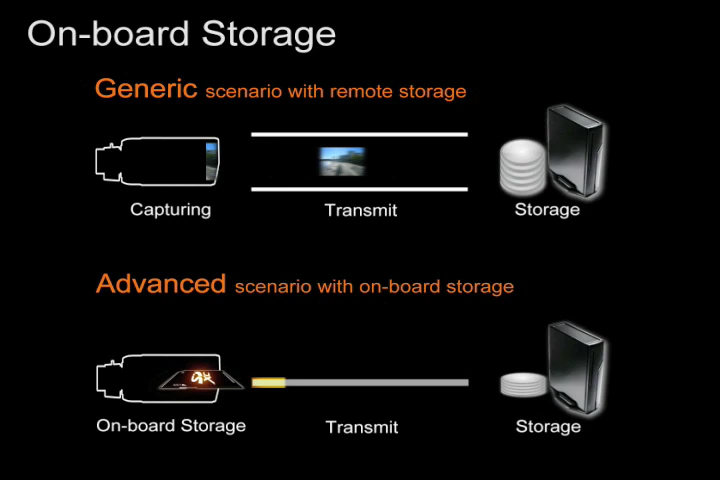 On-board Storage
Generic scenario with remote storage
Capturing Transmit Storage
Advanced scenario with on-board storage
On-board Storage Transmit Storage